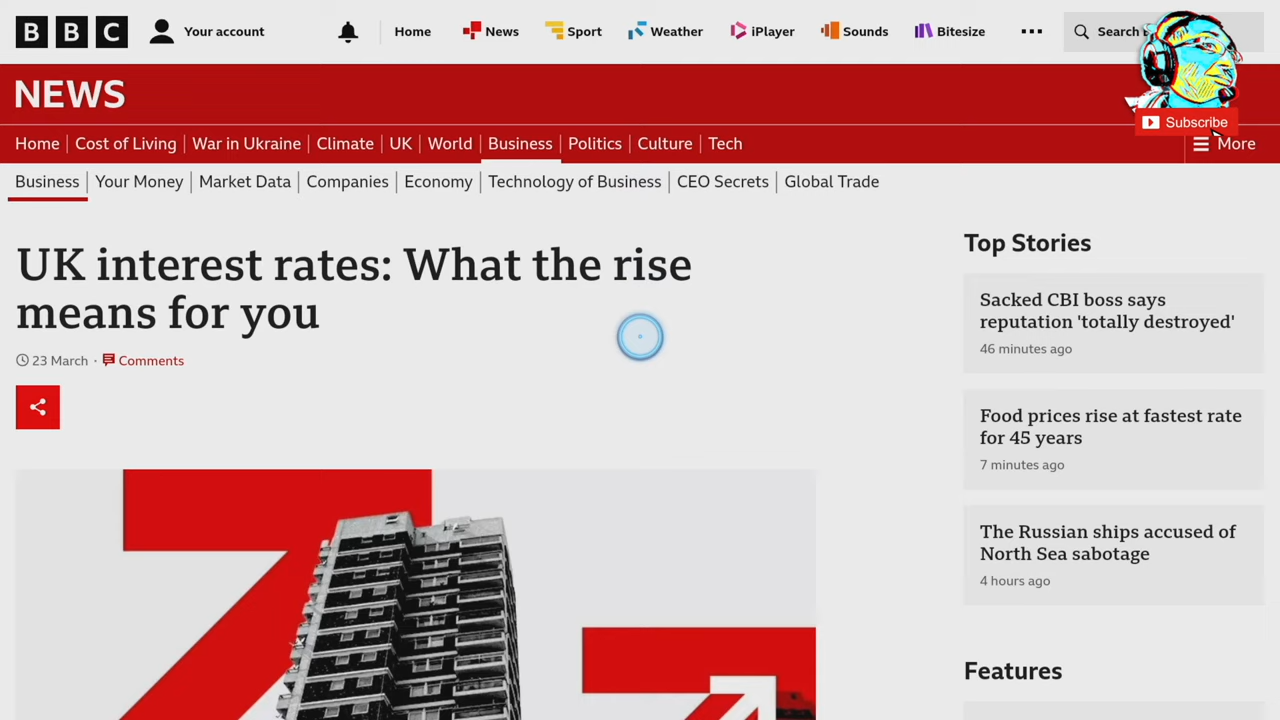 BBC Your account Home News Sport Weather iPlayer Sounds Bitesize ... Search
NEWS
Subscribe
Home Cost of Living War in Ukraine Climate UK World Business Politics Culture Tech More
Business Your Money Market Data Companies Economy Technology of Business CEO Secrets Global Trade
UK interest rates: What the rise
means for you
23 March · Comments
Top Stories
Sacked CBI boss says
reputation 'totally destroyed'
46 minutes ago
Food prices rise at fastest rate
for 45 years
7 minutes ago
The Russian ships accused of
North Sea sabotage
4 hours ago
Features